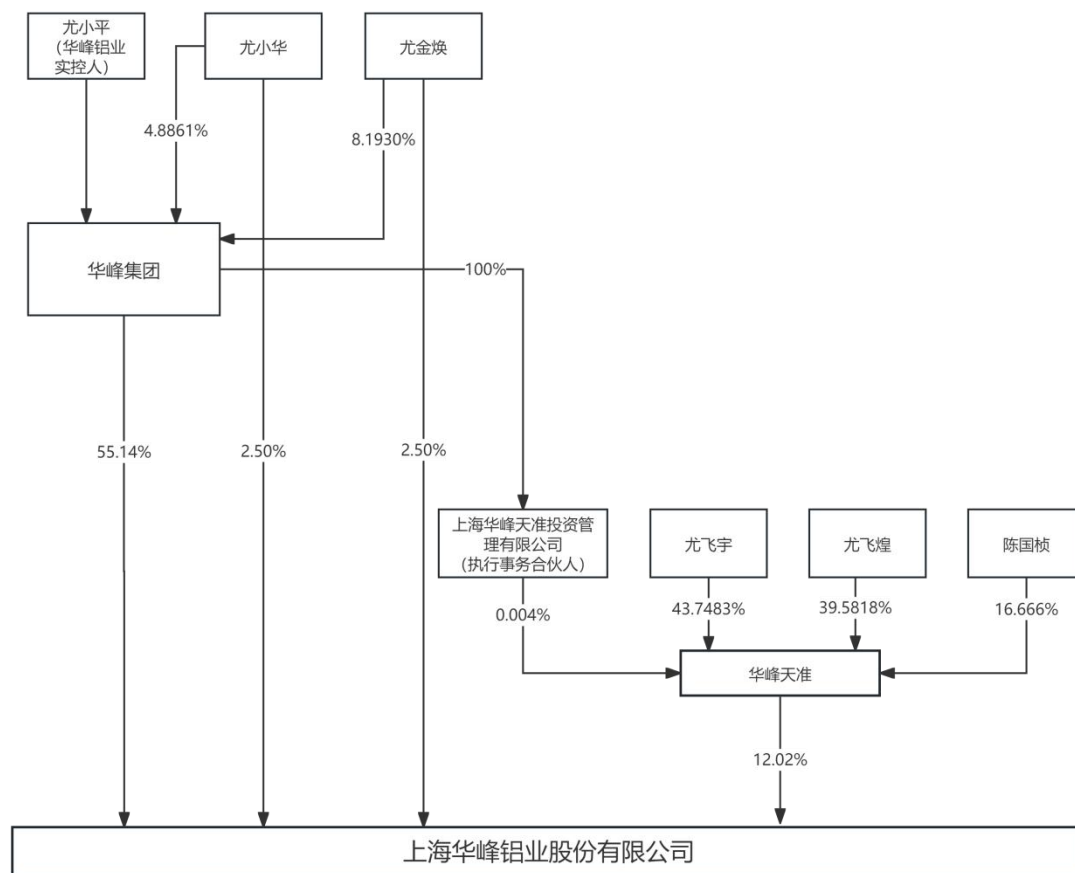 尤小平
（华峰铝业
实控人）
尤小华
尤金焕
4.8861%
8.1930%
华峰集团
100%
55.14%
2.50%
2.50%
上海华峰天准投资管
理有限公司
（执行事务合伙人）
尤飞宇
尤飞煌
陈国桢
0.004%
43.7483%
39.5818%
16.666%
华峰天准
12.02%
上海华峰铝业股份有限公司